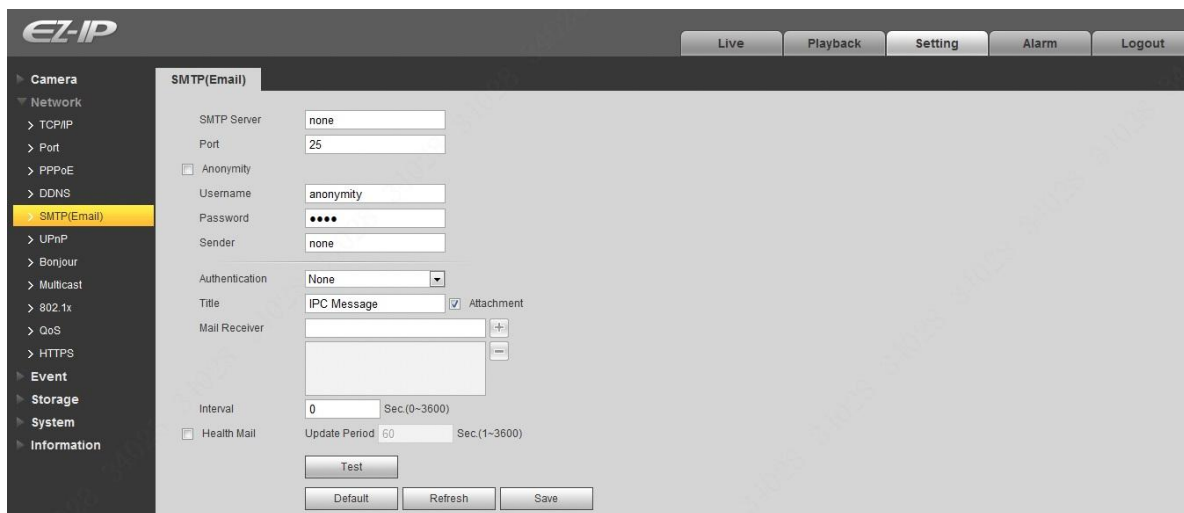 EZ-IP
Live Playback Setting Alarm Logout
Camera
Network
TCP/IP
Port
PPPoE
DDNS
SMTP(Email)
UPnP
Bonjour
Multicast
802.1x
QoS
HTTPS
Event
Storage
System
Information
SMTP(Email)
SMTP Server none
Port 25
Anonymity
Username anonymity
Password ••••
Sender none
Authentication None
Title IPC Message Attachment
Mail Receiver
Interval 0 Sec.(0~3600)
Health Mail Update Period 60 Sec.(1~3600)
Test
Default Refresh Save